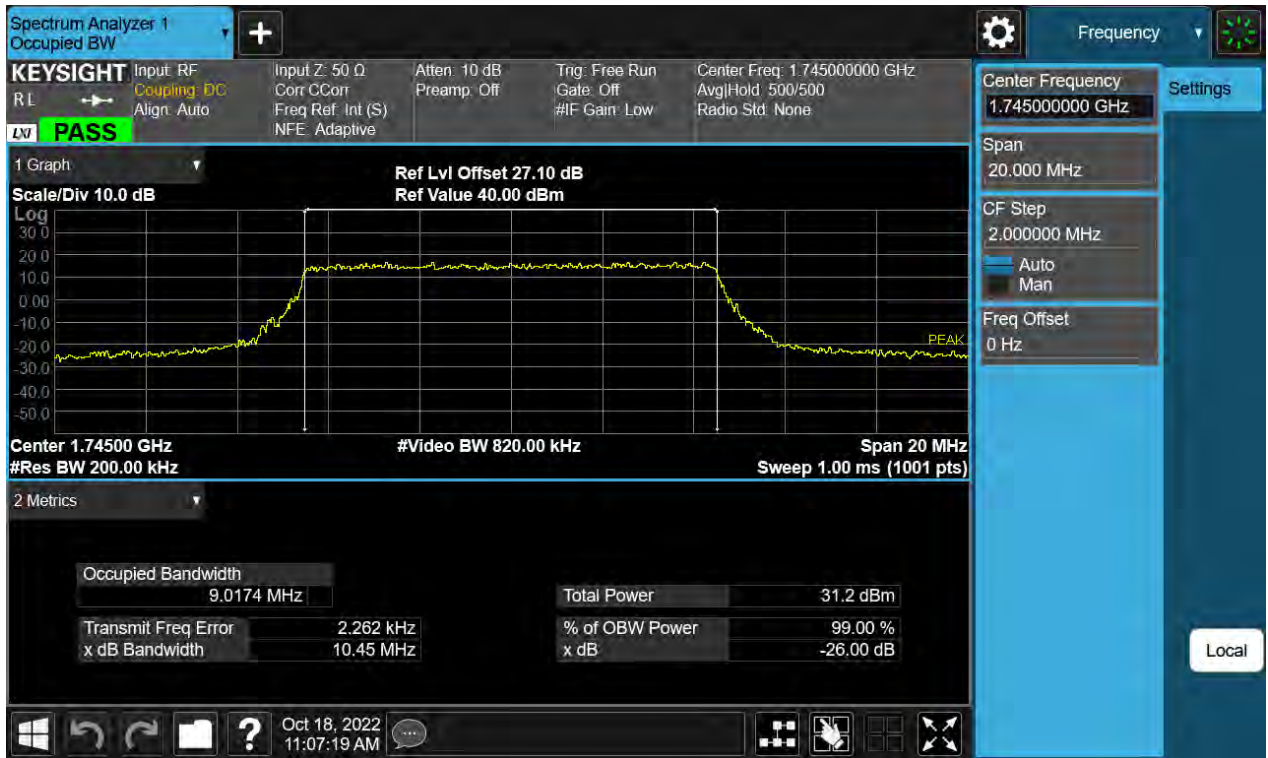 Spectrum Analyzer 1
Occupied BW
Frequency
KEYSIGHT
RL
LXI
PASS
Input: RF
Coupling: DC
Align: Auto
Input Z: 50 Ω
Corr CCorr
Freq Ref: Int (S)
NFE: Adaptive
Atten: 10 dB
Preamp: Off
Trig: Free Run
Gate: Off
#IF Gain: Low
Center Freq: 1.745000000 GHz
Avg|Hold: 500/500
Radio Std: None
Center Frequency
1.745000000 GHz
Settings
Span
20.000 MHz
CF Step
2.000000 MHz
Auto
Man
Freq Offset
0 Hz
1 Graph
Scale/Div 10.0 dB
Ref Lvl Offset 27.10 dB
Ref Value 40.00 dBm
Log
30.0
20.0
10.0
0.00
-10.0
-20.0
-30.0
-40.0
-50.0
PEAK
Center 1.74500 GHz
#Video BW 820.00 kHz
Span 20 MHz
#Res BW 200.00 kHz
Sweep 1.00 ms (1001 pts)
2 Metrics
Occupied Bandwidth
9.0174 MHz
Total Power 31.2 dBm
Transmit Freq Error 2.262 kHz
% of OBW Power 99.00 %
x dB Bandwidth 10.45 MHz
x dB -26.00 dB
Local
?
Oct 18, 2022
11:07:19 AM